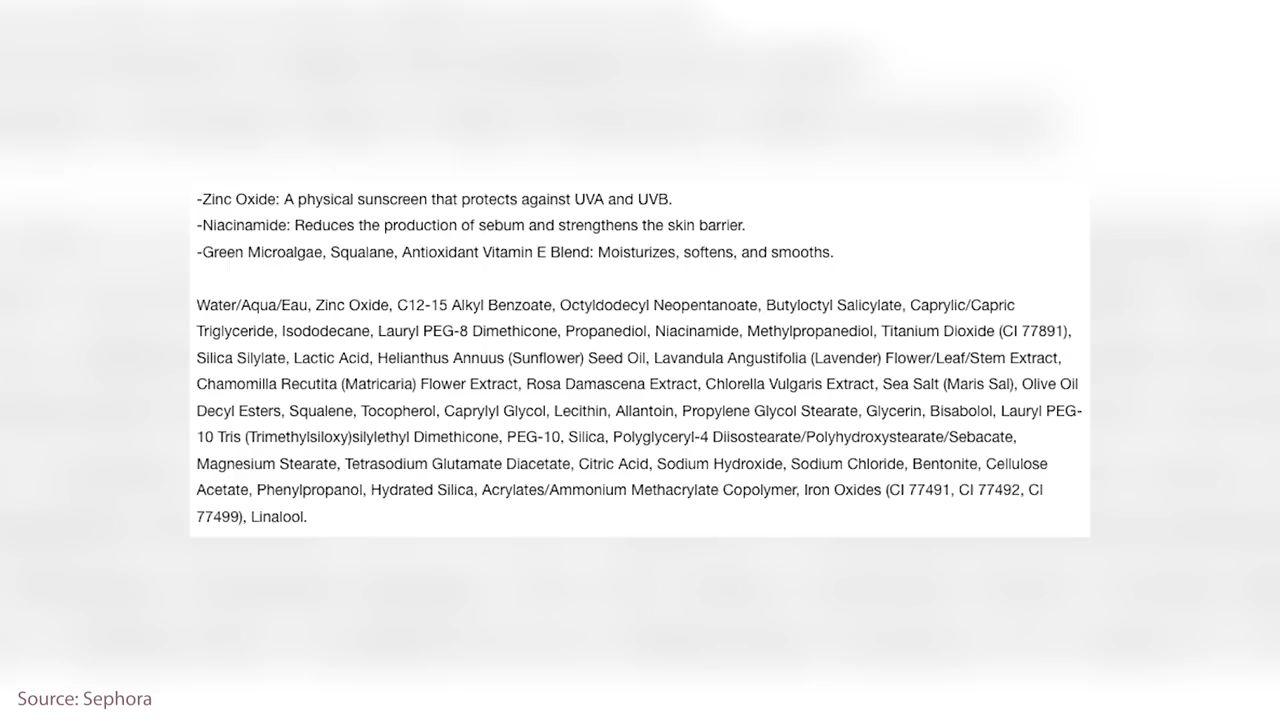 -Zinc Oxide: A physical sunscreen that protects against UVA and UVB.
-Niacinamide: Reduces the production of sebum and strengthens the skin barrier.
-Green Microalgae, Squalane, Antioxidant Vitamin E Blend: Moisturizes, softens, and smooths.
Water/Aqua/Eau, Zinc Oxide, C12-15 Alkyl Benzoate, Octyldodecyl Neopentanoate, Butyloctyl Salicylate, Caprylic/Capric
Triglyceride, Isododecane, Lauryl PEG-8 Dimethicone, Propanediol, Niacinamide, Methylpropanediol, Titanium Dioxide (CI 77891),
Silica Silylate, Lactic Acid, Helianthus Annuus (Sunflower) Seed Oil, Lavandula Angustifolia (Lavender) Flower/Leaf/Stem Extract,
Chamomilla Recutita (Matricaria) Flower Extract, Rosa Damascena Extract, Chlorella Vulgaris Extract, Sea Salt (Maris Sal), Olive Oil
Decyl Esters, Squalene, Tocopherol, Caprylyl Glycol, Lecithin, Allantoin, Propylene Glycol Stearate, Glycerin, Bisabolol, Lauryl PEG-
10 Tris (Trimethylsiloxy)silylethyl Dimethicone, PEG-10, Silica, Polyglyceryl-4 Diisostearate/Polyhydroxystearate/Sebacate,
Magnesium Stearate, Tetrasodium Glutamate Diacetate, Citric Acid, Sodium Hydroxide, Sodium Chloride, Bentonite, Cellulose
Acetate, Phenylpropanol, Hydrated Silica, Acrylates/Ammonium Methacrylate Copolymer, Iron Oxides (CI 77491, CI 77492, CI
77499), Linalool.
Source: Sephora